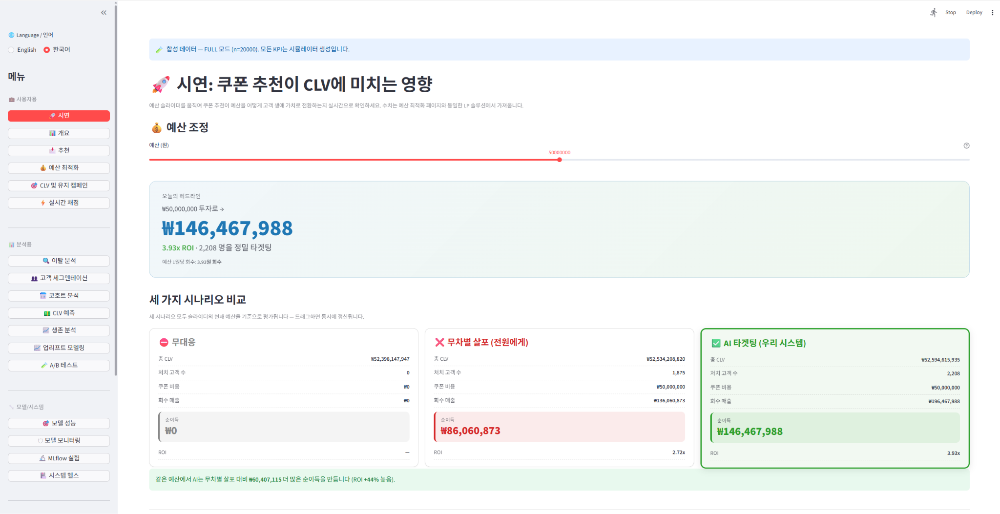 Language / 언어
English 한국어
메뉴
사용자용
시연
개요
추천
예산 최적화
CLV 및 유지 캠페인
실시간 채점
분석용
이탈 분석
고객 세그멘테이션
코호트 분석
CLV 예측
생존 분석
업리프트 모델링
A/B 테스트
모델/시스템
모델 성능
모델 모니터링
MLflow 실험
시스템 헬스
Stop Deploy
합성 데이터 — FULL 모드 (n=20000). 모든 KPI는 시뮬레이터 생성입니다.
시연: 쿠폰 추천이 CLV에 미치는 영향
예산 슬라이더를 움직여 쿠폰 추천이 예산을 어떻게 고객 생애 가치로 전환하는지 실시간으로 확인하세요. 수치는 예산 최적화 페이지와 동일한 LP 솔루션에서 가져옵니다.
예산 조정
예산 (원)
50000000
오늘의 헤드라인
₩50,000,000 투자로 →
₩146,467,988
3.93x ROI · 2,208 명을 정밀 타겟팅
예산 1원당 회수: 3.93원 회수
세 가지 시나리오 비교
세 시나리오 모두 슬라이더의 현재 예산을 기준으로 평가됩니다 — 드래그하면 동시에 갱신됩니다.
무대응
총 CLV ₩52,398,147,947
처치 고객 수 0
쿠폰 비용 ₩0
회수 매출 ₩0
순이득
₩0
ROI —
무차별 살포 (전원에게)
총 CLV ₩52,534,208,820
처치 고객 수 1,875
쿠폰 비용 ₩50,000,000
회수 매출 ₩136,060,873
순이득
₩86,060,873
ROI 2.72x
AI 타겟팅 (우리 시스템)
총 CLV ₩52,594,615,935
처치 고객 수 2,208
쿠폰 비용 ₩50,000,000
회수 매출 ₩196,467,988
순이득
₩146,467,988
ROI 3.93x
같은 예산에서 AI는 무차별 살포 대비 ₩60,407,115 더 많은 순이득을 만듭니다 (ROI +44% 높음).